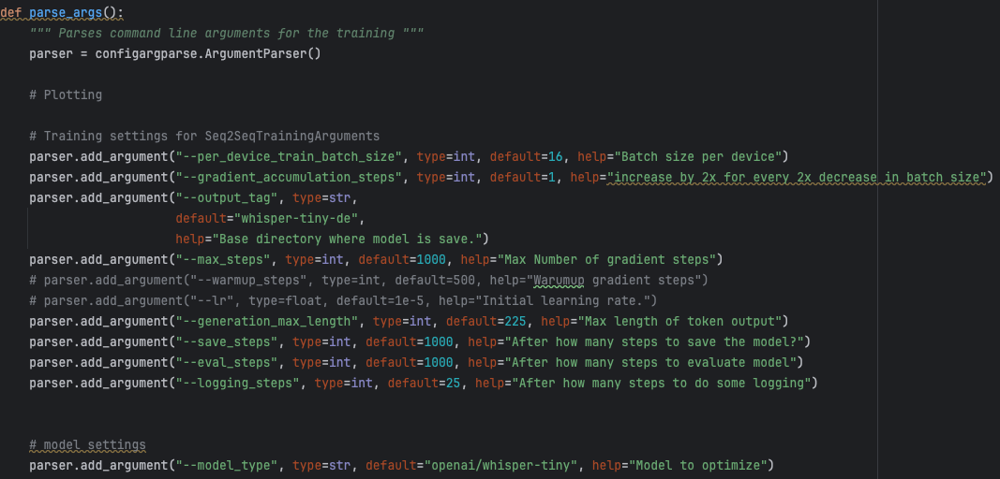 def parse_args():
    """ Parses command line arguments for the training """
    parser = configargparse.ArgumentParser()
    # Plotting
    # Training settings for Seq2SeqTrainingArguments
    parser.add_argument("--per_device_train_batch_size", type=int, default=16, help="Batch size per device")
    parser.add_argument("--gradient_accumulation_steps", type=int, default=1, help="increase by 2x for every 2x decrease in batch size")
    parser.add_argument("--output_tag", type=str,
                        default="whisper-tiny-de",
                        help="Base directory where model is save.")
    parser.add_argument("--max_steps", type=int, default=1000, help="Max Number of gradient steps")
    # parser.add_argument("--warmup_steps", type=int, default=500, help="Warumup gradient steps")
    # parser.add_argument("--lr", type=float, default=1e-5, help="Initial learning rate.")
    parser.add_argument("--generation_max_length", type=int, default=225, help="Max length of token output")
    parser.add_argument("--save_steps", type=int, default=1000, help="After how many steps to save the model?")
    parser.add_argument("--eval_steps", type=int, default=1000, help="After how many steps to evaluate model")
    parser.add_argument("--logging_steps", type=int, default=25, help="After how many steps to do some logging")
    # model settings
    parser.add_argument("--model_type", type=str, default="openai/whisper-tiny", help="Model to optimize")